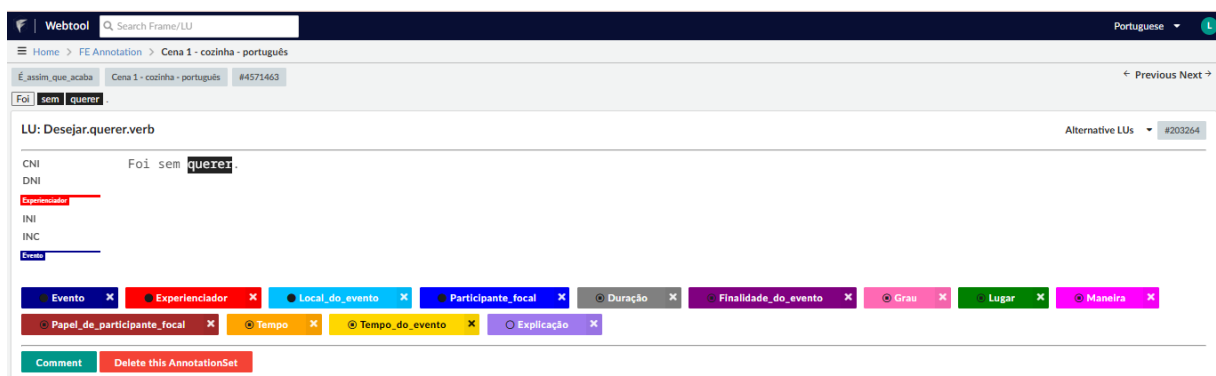 Webtool Search Frame/LU Portuguese L
Home > FE Annotation > Cena 1 - cozinha - português
É_assim_que_acaba Cena 1 - cozinha - português #4571463 ← Previous Next →
Foi sem querer .
LU: Desejar.querer.verb Alternative LUs #203264
CNI Foi sem querer.
DNI
Experienciador
INI
INC
Evento
Evento × Experienciador × Local_do_evento × Participante_focal × Duração × Finalidade_do_evento × Grau × Lugar × Maneira ×
Papel_de_participante_focal × Tempo × Tempo_do_evento × Explicação ×
Comment Delete this AnnotationSet